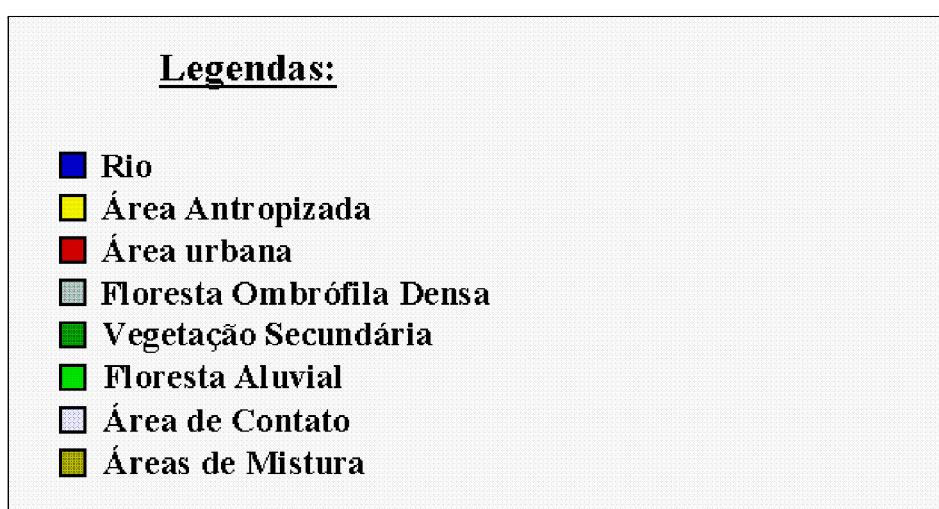 Legendas:
Rio
Área Antropizada
Área urbana
Floresta Ombrófila Densa
Vegetação Secundária
Floresta Aluvial
Área de Contato
Áreas de Mistura